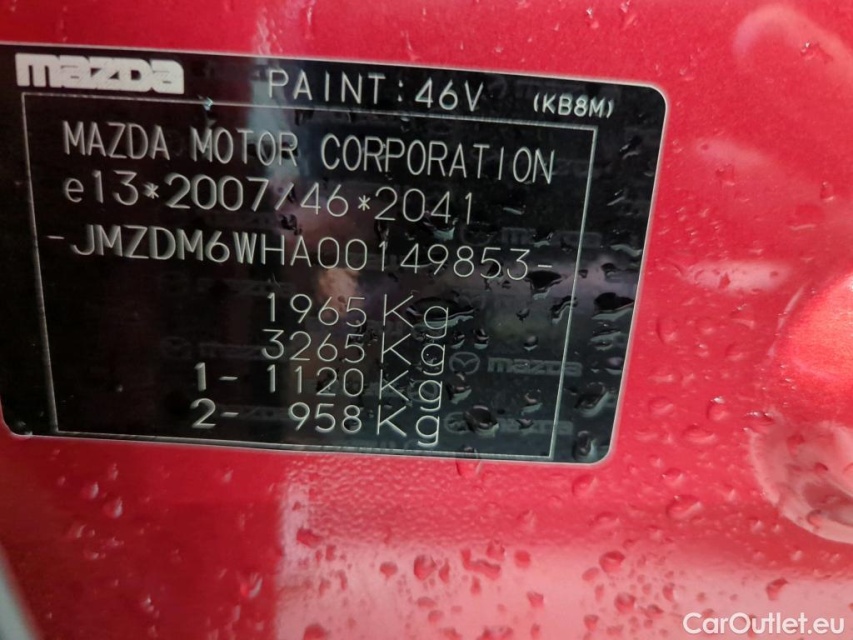 mazda PAINT: 46V (KB8M)
MAZDA MOTOR CORPORATION
e13*2007/46*2041
-JMZDM6WHA00149853-
1965 Kg
3265 Kg
1- 1120 Kg
mazda
2- 958 Kg
CarOutlet.eu